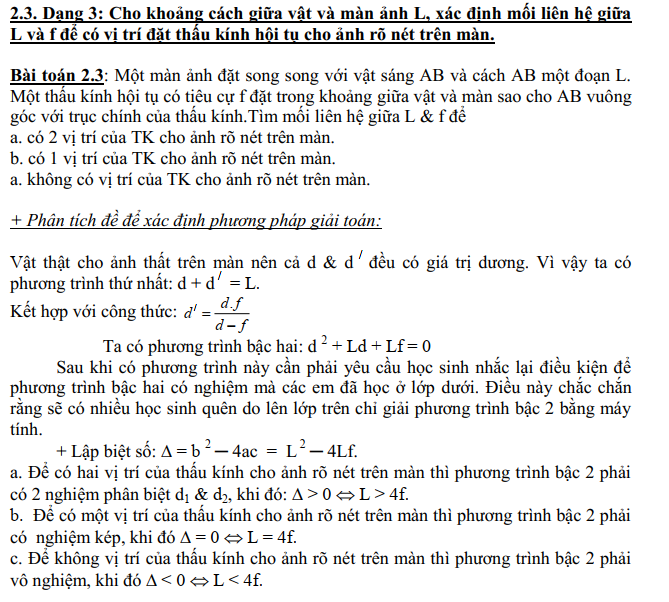 2.3. Dạng 3: Cho khoảng cách giữa vật và màn ảnh L, xác định mối liên hệ giữa
L và f để có vị trí đặt thấu kính hội tụ cho ảnh rõ nét trên màn.
Bài toán 2.3: Một màn ảnh đặt song song với vật sáng AB và cách AB một đoạn L.
Một thấu kính hội tụ có tiêu cự f đặt trong khoảng giữa vật và màn sao cho AB vuông
góc với trục chính của thấu kính.Tìm mối liên hệ giữa L & f để
a. có 2 vị trí của TK cho ảnh rõ nét trên màn.
b. có 1 vị trí của TK cho ảnh rõ nét trên màn.
a. không có vị trí của TK cho ảnh rõ nét trên màn.
+ Phân tích đề để xác định phương pháp giải toán:
Vật thật cho ảnh thất trên màn nên cả d & d′ đều có giá trị dương. Vì vậy ta có
phương trình thứ nhất: d + d′ = L.
Kết hợp với công thức: d′ = d.f / (d − f)
Ta có phương trình bậc hai: d² + Ld + Lf = 0
Sau khi có phương trình này cần phải yêu cầu học sinh nhắc lại điều kiện để
phương trình bậc hai có nghiệm mà các em đã học ở lớp dưới. Điều này chắc chắn
rằng sẽ có nhiều học sinh quên do lên lớp trên chỉ giải phương trình bậc 2 bằng máy
tính.
+ Lập biệt số: Δ = b² — 4ac = L² — 4Lf.
a. Để có hai vị trí của thấu kính cho ảnh rõ nét trên màn thì phương trình bậc 2 phải
có 2 nghiệm phân biệt d₁ & d₂, khi đó: Δ > 0 ⇔ L > 4f.
b. Để có một vị trí của thấu kính cho ảnh rõ nét trên màn thì phương trình bậc 2 phải
có nghiệm kép, khi đó Δ = 0 ⇔ L = 4f.
c. Để không vị trí của thấu kính cho ảnh rõ nét trên màn thì phương trình bậc 2 phải
vô nghiệm, khi đó Δ < 0 ⇔ L < 4f.